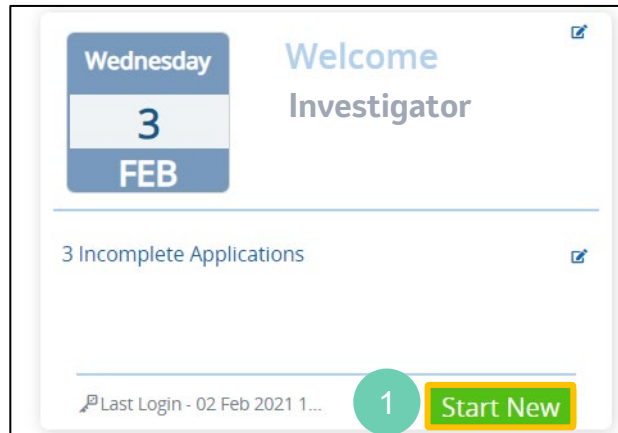 Wednesday
3
FEB
Welcome
Investigator
3 Incomplete Applications
Last Login - 02 Feb 2021 1...
1
Start New